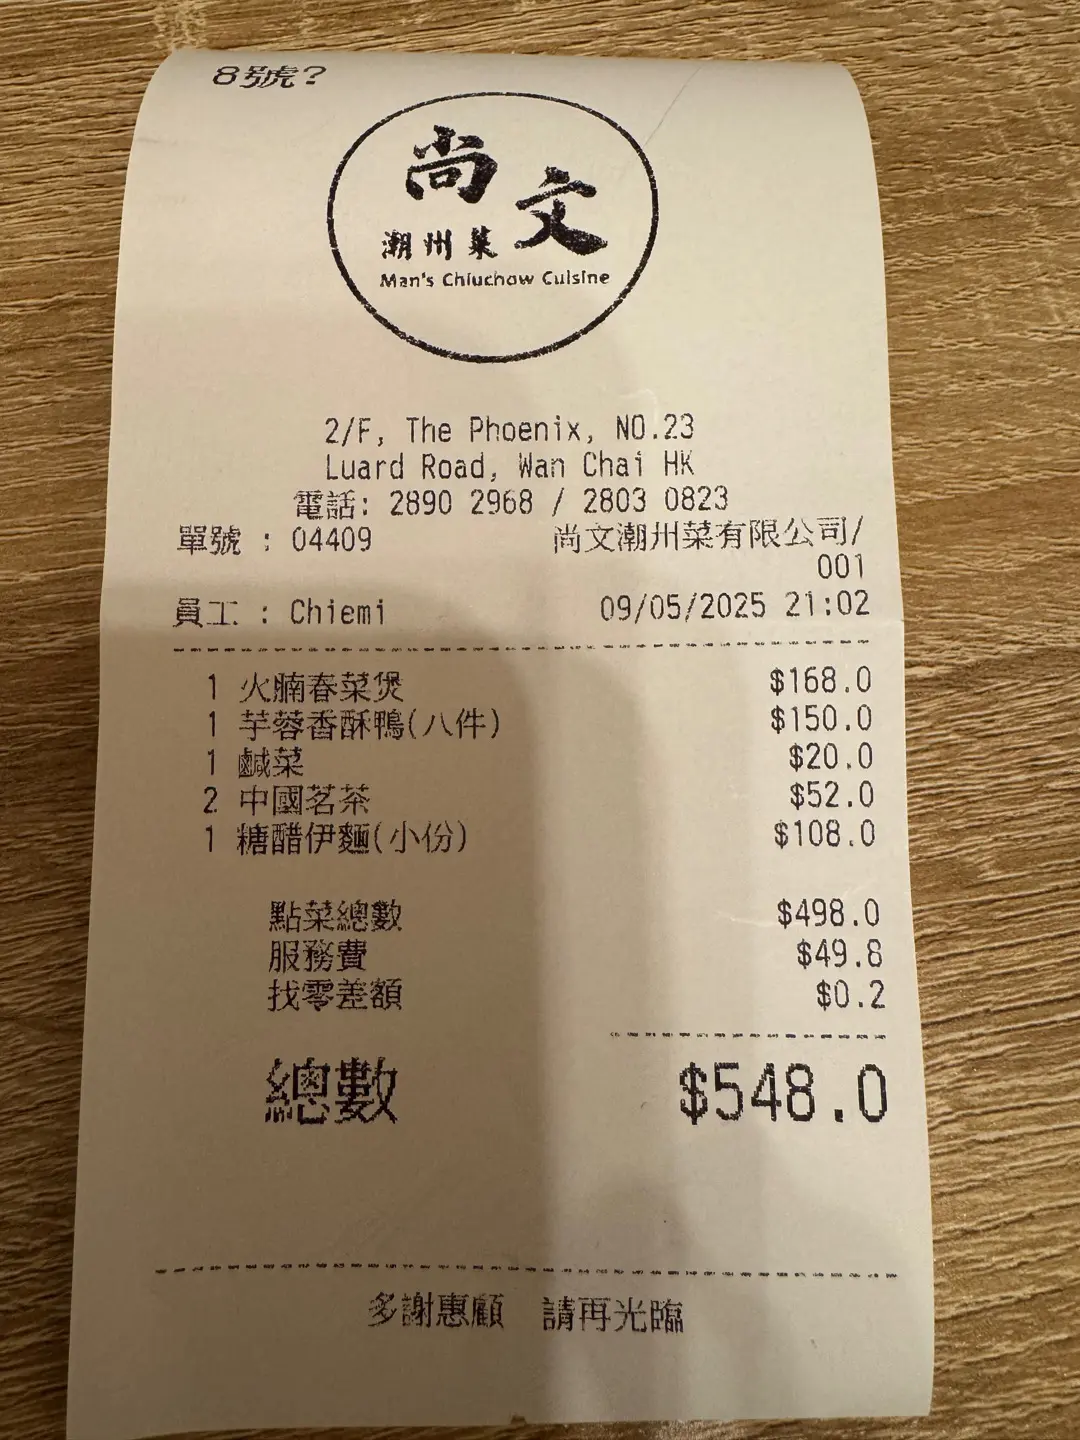 8號?
尚文
潮州菜
Man's Chiuchow Cuisine
2/F, The Phoenix, NO.23
Luard Road, Wan Chai HK
電話: 2890 2968 / 2803 0823
單號 : 04409 尚文潮州菜有限公司/
001
員工 : Chiemi 09/05/2025 21:02
1 火腩春菜煲 $168.0
1 芋蓉香酥鴨(八件) $150.0
1 鹹菜 $20.0
2 中國茗茶 $52.0
1 糖醋伊麵(小份) $108.0
點菜總數 $498.0
服務費 $49.8
找零差額 $0.2
總數 $548.0
多謝惠顧 請再光臨